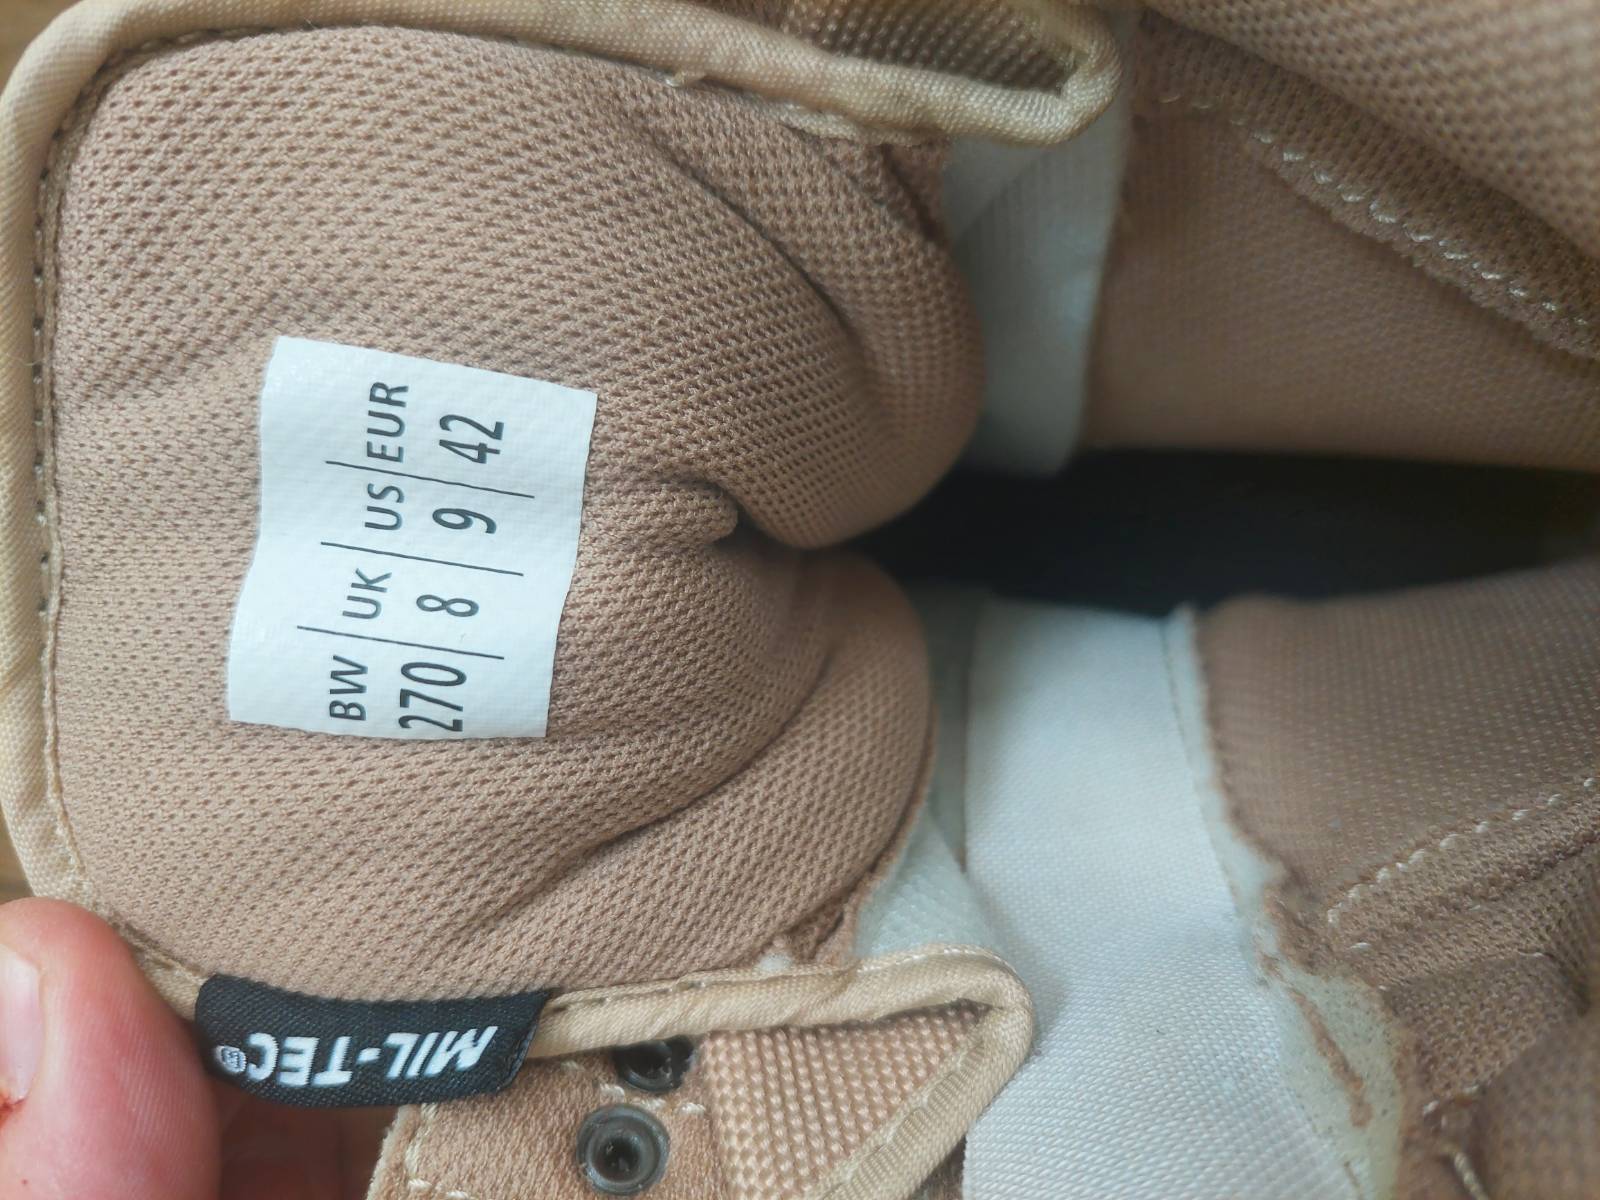 BW | UK | US | EUR
270 | 8 | 9 | 42
MIL-TEC®